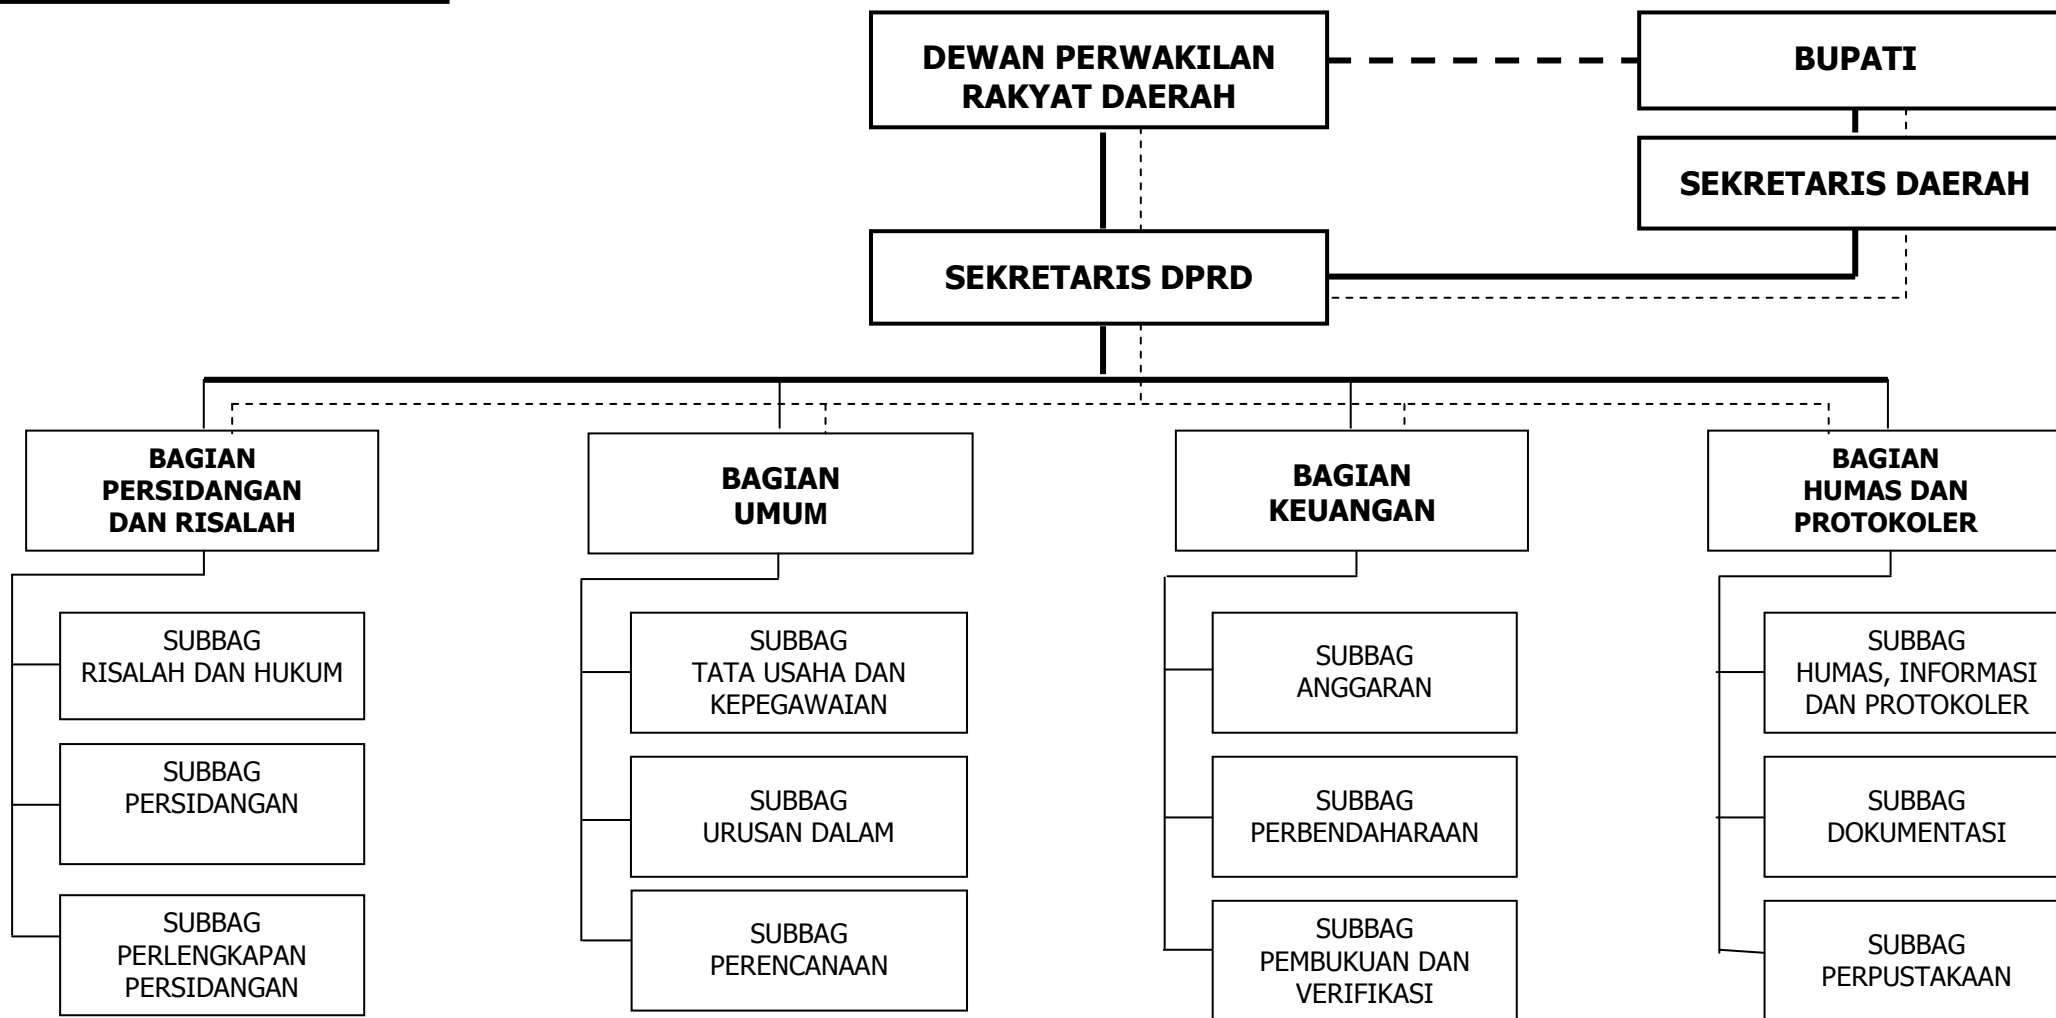 DEWAN PERWAKILAN
RAKYAT DAERAH
BUPATI
SEKRETARIS DAERAH
SEKRETARIS DPRD
BAGIAN
PERSIDANGAN
DAN RISALAH
BAGIAN
UMUM
BAGIAN
KEUANGAN
BAGIAN
HUMAS DAN
PROTOKOLER
SUBBAG
RISALAH DAN HUKUM
SUBBAG
PERSIDANGAN
SUBBAG
PERLENGKAPAN
PERSIDANGAN
SUBBAG
TATA USAHA DAN
KEPEGAWAIAN
SUBBAG
URUSAN DALAM
SUBBAG
PERENCANAAN
SUBBAG
ANGGARAN
SUBBAG
PERBENDAHARAAN
SUBBAG
PEMBUKUAN DAN
VERIFIKASI
SUBBAG
HUMAS, INFORMASI
DAN PROTOKOLER
SUBBAG
DOKUMENTASI
SUBBAG
PERPUSTAKAAN